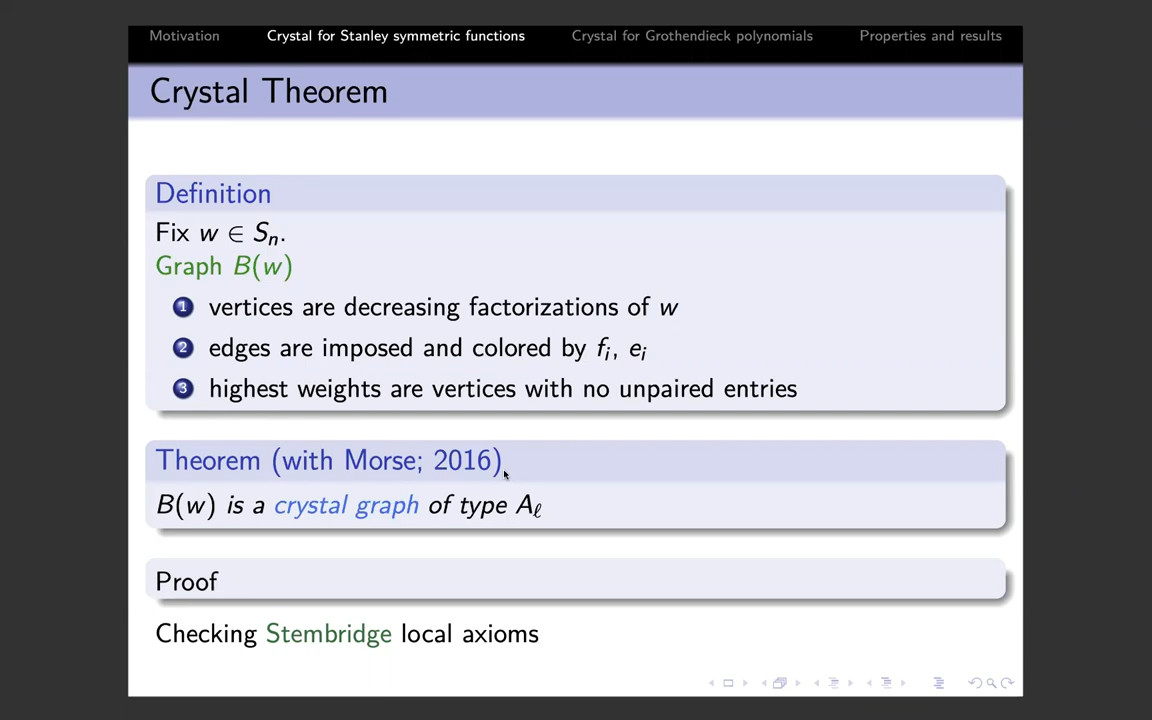 Motivation Crystal for Stanley symmetric functions Crystal for Grothendieck polynomials Properties and results
Crystal Theorem
Definition
Fix w ∈ Sₙ.
Graph B(w)
1 vertices are decreasing factorizations of w
2 edges are imposed and colored by fᵢ, eᵢ
3 highest weights are vertices with no unpaired entries
Theorem (with Morse; 2016)
B(w) is a crystal graph of type A_ℓ
Proof
Checking Stembridge local axioms